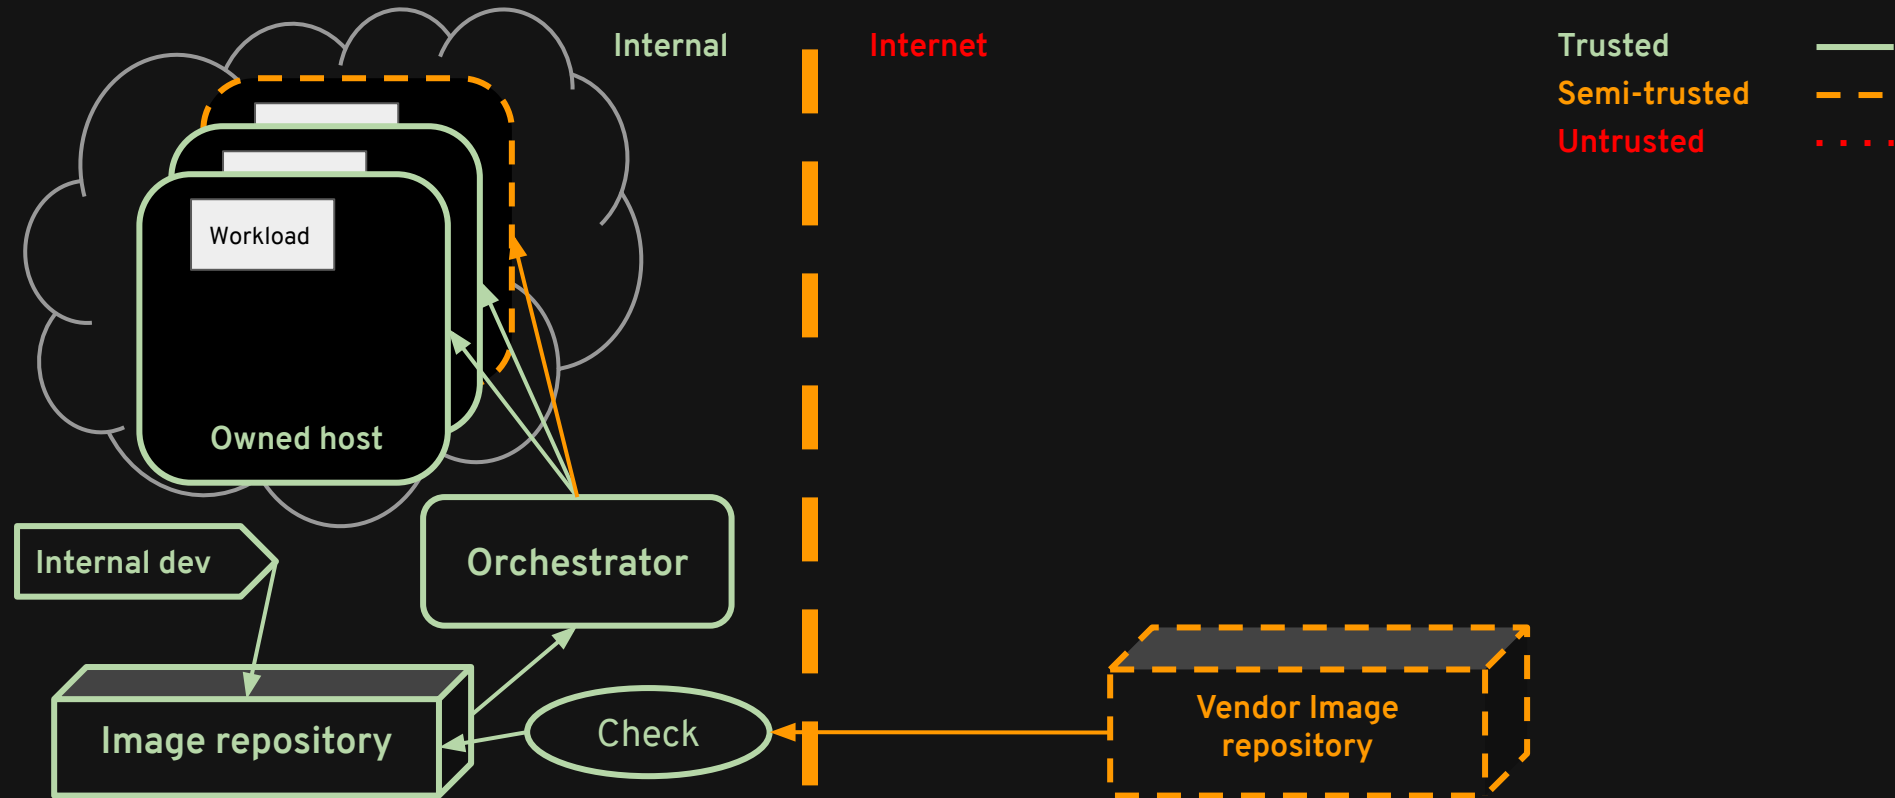 Internal
Internet
Trusted
Semi-trusted
Untrusted
Workload
Owned host
Internal dev
Orchestrator
Image repository
Check
Vendor Image
repository